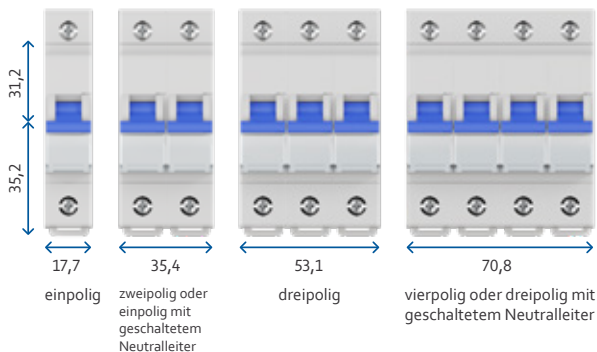 31,2
35,2
17,7
35,4
53,1
70,8
einpolig
zweipolig oder
einpolig mit
geschaltetem
Neutralleiter
dreipolig
vierpolig oder dreipolig mit
geschaltetem Neutralleiter